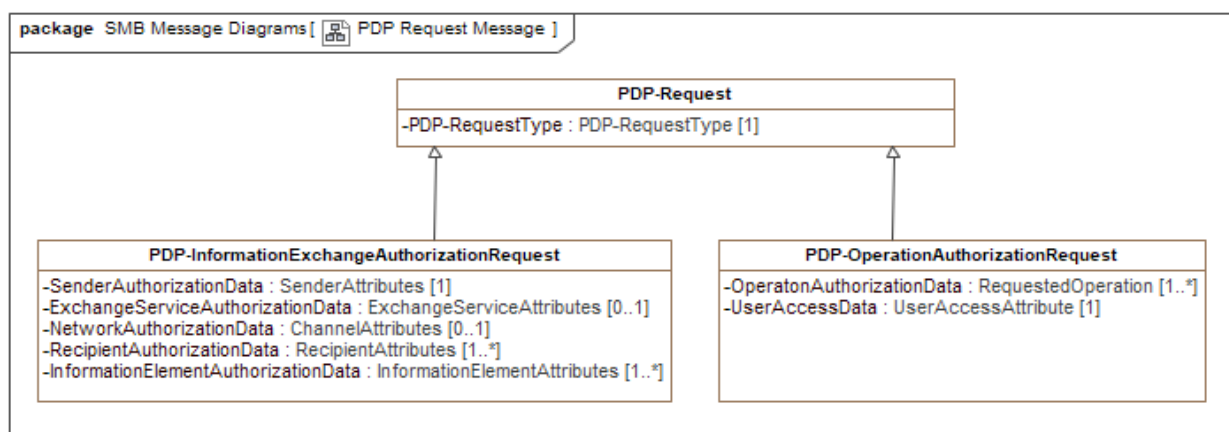 package SMB Message Diagrams[ PDP Request Message ]
PDP-Request
-PDP-RequestType : PDP-RequestType [1]
PDP-InformationExchangeAuthorizationRequest
-SenderAuthorizationData : SenderAttributes [1]
-ExchangeServiceAuthorizationData : ExchangeServiceAttributes [0..1]
-NetworkAuthorizationData : ChannelAttributes [0..1]
-RecipientAuthorizationData : RecipientAttributes [1..*]
-InformationElementAuthorizationData : InformationElementAttributes [1..*]
PDP-OperationAuthorizationRequest
-OperatonAuthorizationData : RequestedOperation [1..*]
-UserAccessData : UserAccessAttribute [1]